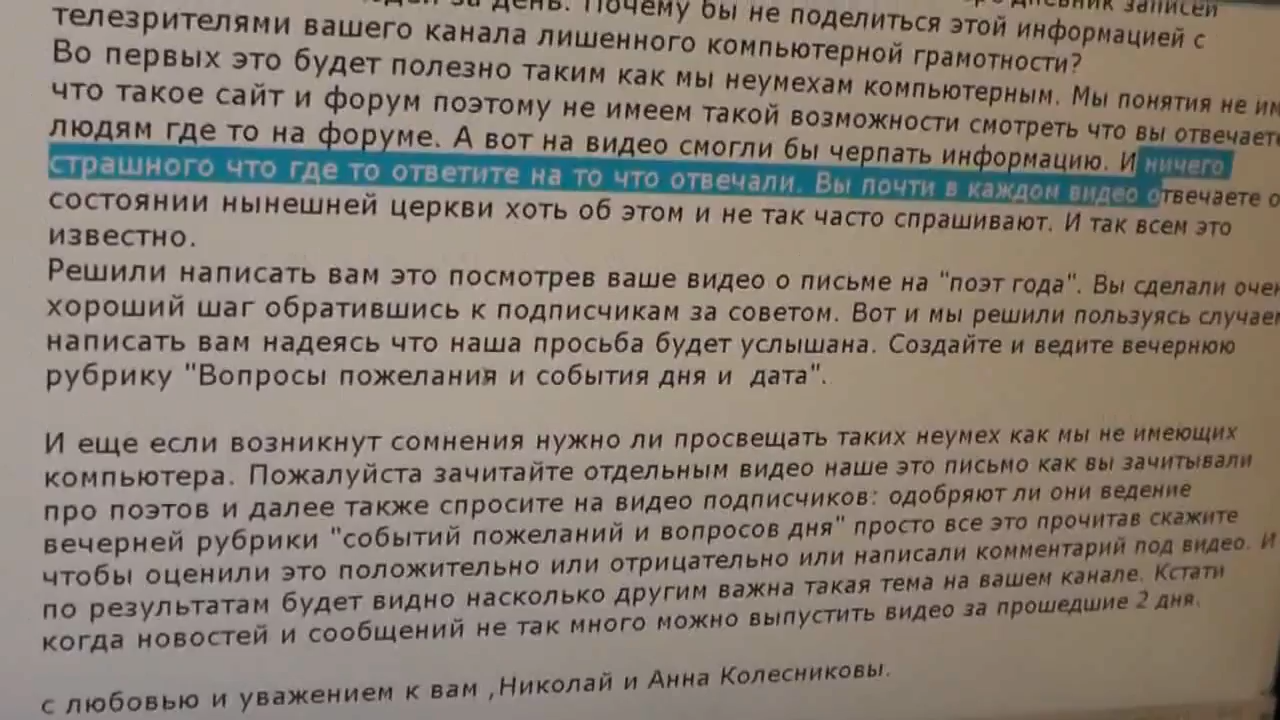 за день. Почему бы не поделиться этой информацией с дневник записей
телезрителями вашего канала лишенного компьютерной грамотности?
Во первых это будет полезно таким как мы неумехам компьютерным. Мы понятия не им
что такое сайт и форум поэтому не имеем такой возможности смотреть что вы отвечаете
людям где то на форуме. А вот на видео смогли бы черпать информацию. И ничего
страшного что где то ответите на то что отвечали. Вы почти в каждом видео отвечаете о
состоянии нынешней церкви хоть об этом и не так часто спрашивают. И так всем это
известно.
Решили написать вам это посмотрев ваше видео о письме на "поэт года". Вы сделали очен
хороший шаг обратившись к подписчикам за советом. Вот и мы решили пользуясь случаем
написать вам надеясь что наша просьба будет услышана. Создайте и ведите вечернюю
рубрику "Вопросы пожелания и события дня и дата".
И еще если возникнут сомнения нужно ли просвещать таких неумех как мы не имеющих
компьютера. Пожалуйста зачитайте отдельным видео наше это письмо как вы зачитывали
про поэтов и далее также спросите на видео подписчиков: одобряют ли они ведение
вечерней рубрики "событий пожеланий и вопросов дня" просто все это прочитав скажите
чтобы оценили это положительно или отрицательно или написали комментарий под видео. И
по результатам будет видно насколько другим важна такая тема на вашем канале. Кстати
когда новостей и сообщений не так много можно выпустить видео за прошедшие 2 дня.
с любовью и уважением к вам ,Николай и Анна Колесниковы.